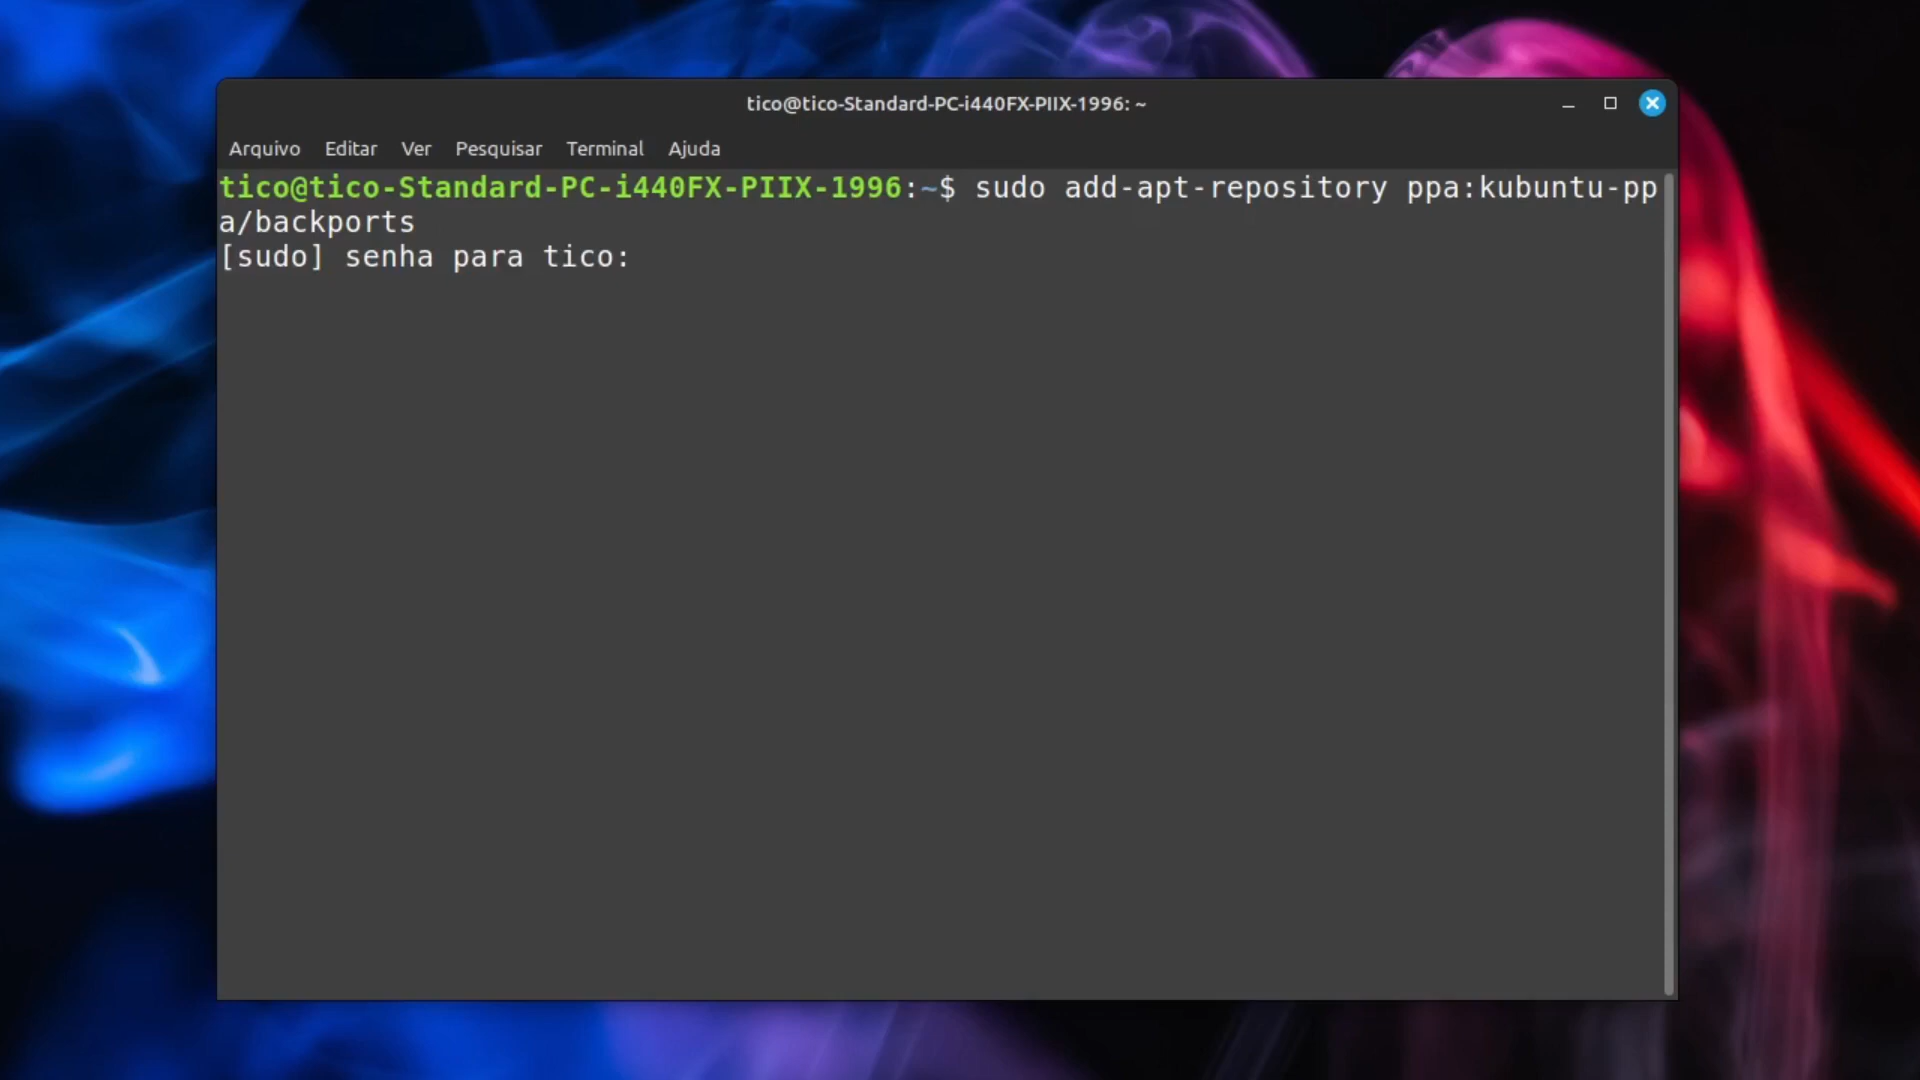 tico@tico-Standard-PC-i440FX-PIIX-1996: ~
Arquivo Editar Ver Pesquisar Terminal Ajuda
tico@tico-Standard-PC-i440FX-PIIX-1996:~$ sudo add-apt-repository ppa:kubuntu-pp
a/backports
[sudo] senha para tico: